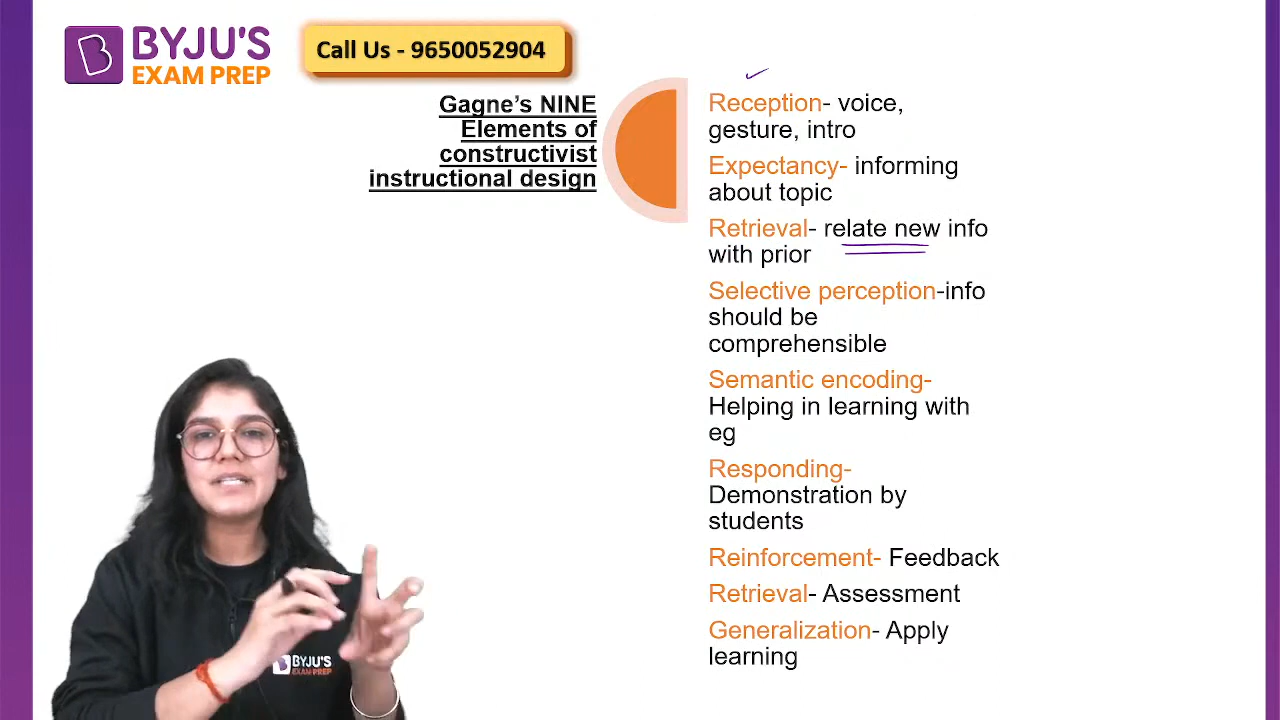 BYJU'S
EXAM PREP
Call Us - 9650052904
Gagne's NINE
Elements of
constructivist
instructional design
Reception- voice,
gesture, intro
Expectancy- informing
about topic
Retrieval- relate new info
with prior
Selective perception-info
should be
comprehensible
Semantic encoding-
Helping in learning with
eg
Responding-
Demonstration by
students
Reinforcement- Feedback
Retrieval- Assessment
Generalization- Apply
learning
BYJU'S
EXAM PREP